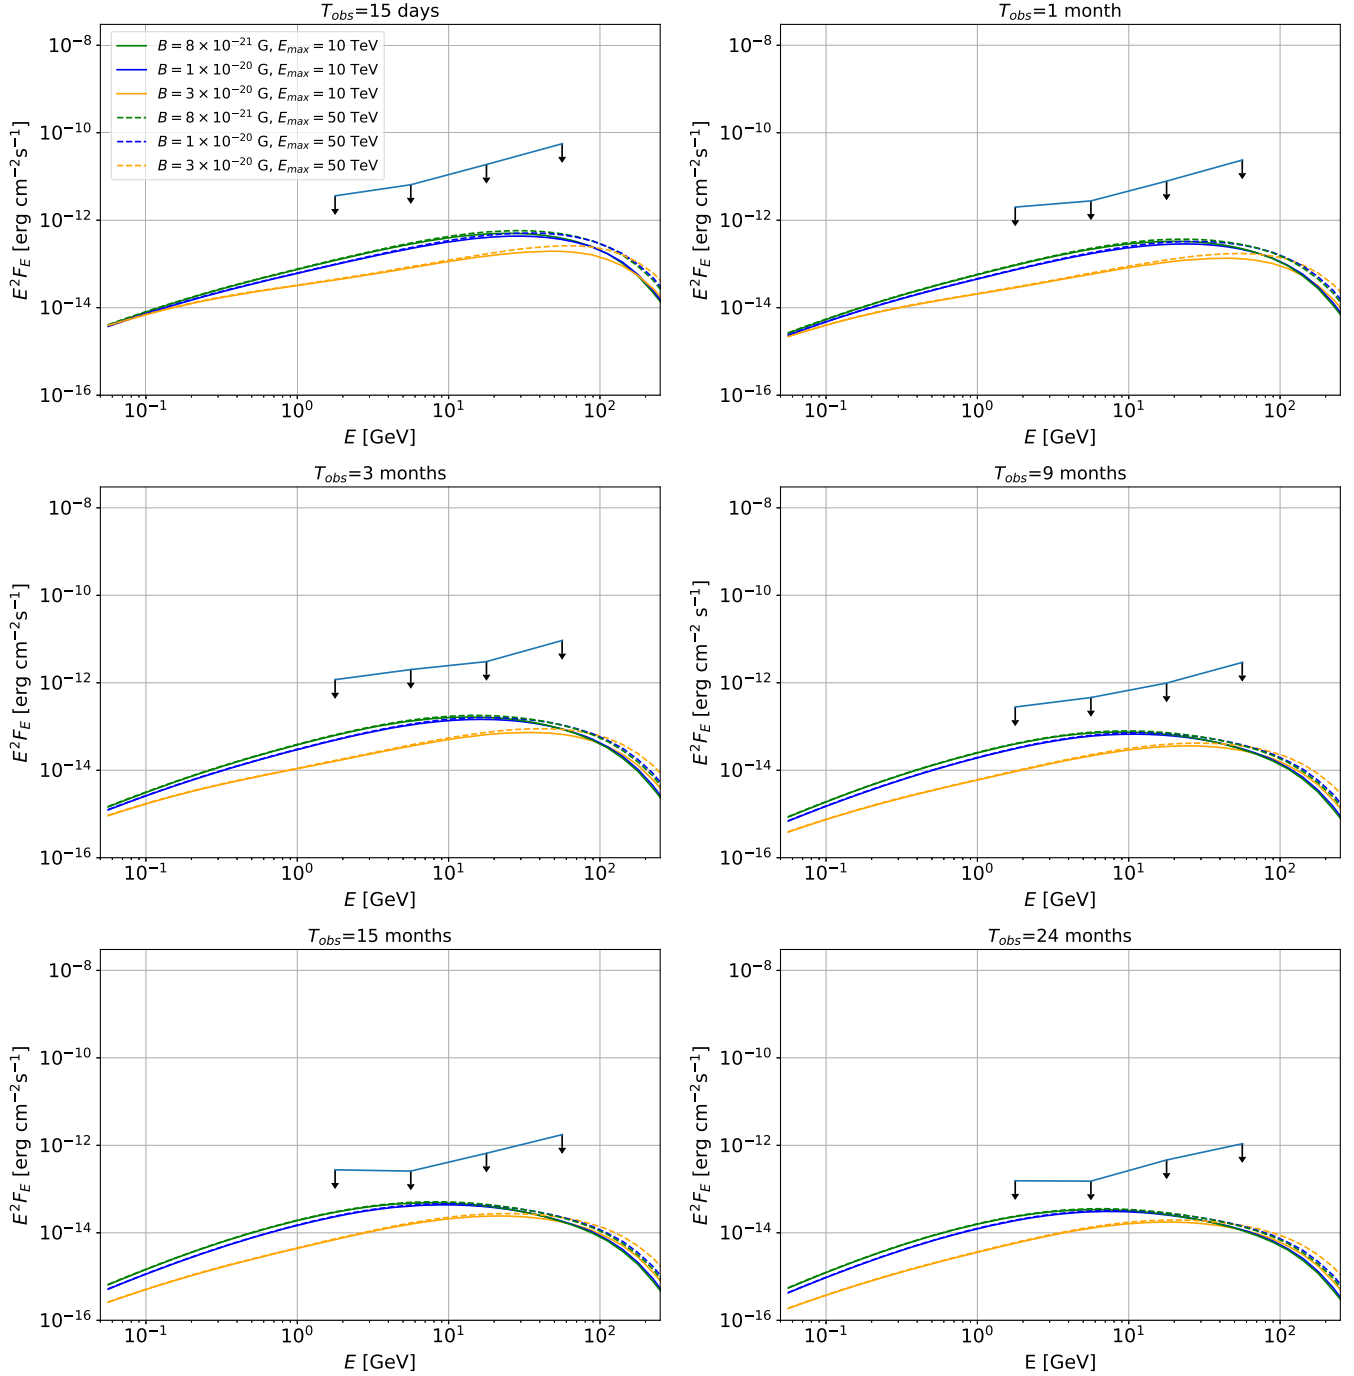 T_obs=15 days
10^−8
10^−10
10^−12
10^−14
10^−16
E²F_E [erg cm⁻²s⁻¹]
B = 8 × 10⁻²¹ G, E_max = 10 TeV
B = 1 × 10⁻²⁰ G, E_max = 10 TeV
B = 3 × 10⁻²⁰ G, E_max = 10 TeV
B = 8 × 10⁻²¹ G, E_max = 50 TeV
B = 1 × 10⁻²⁰ G, E_max = 50 TeV
B = 3 × 10⁻²⁰ G, E_max = 50 TeV
10^−1 10^0 10^1 10^2
E [GeV]
T_obs=1 month
10^−8
10^−10
10^−12
10^−14
10^−16
E²F_E [erg cm⁻²s⁻¹]
10^−1 10^0 10^1 10^2
E [GeV]
T_obs=3 months
10^−8
10^−10
10^−12
10^−14
10^−16
E²F_E [erg cm⁻²s⁻¹]
10^−1 10^0 10^1 10^2
E [GeV]
T_obs=9 months
10^−8
10^−10
10^−12
10^−14
10^−16
E²F_E [erg cm⁻² s⁻¹]
10^−1 10^0 10^1 10^2
E [GeV]
T_obs=15 months
10^−8
10^−10
10^−12
10^−14
10^−16
E²F_E [erg cm⁻²s⁻¹]
10^−1 10^0 10^1 10^2
E [GeV]
T_obs=24 months
10^−8
10^−10
10^−12
10^−14
10^−16
E²F_E [erg cm⁻²s⁻¹]
10^−1 10^0 10^1 10^2
E [GeV]